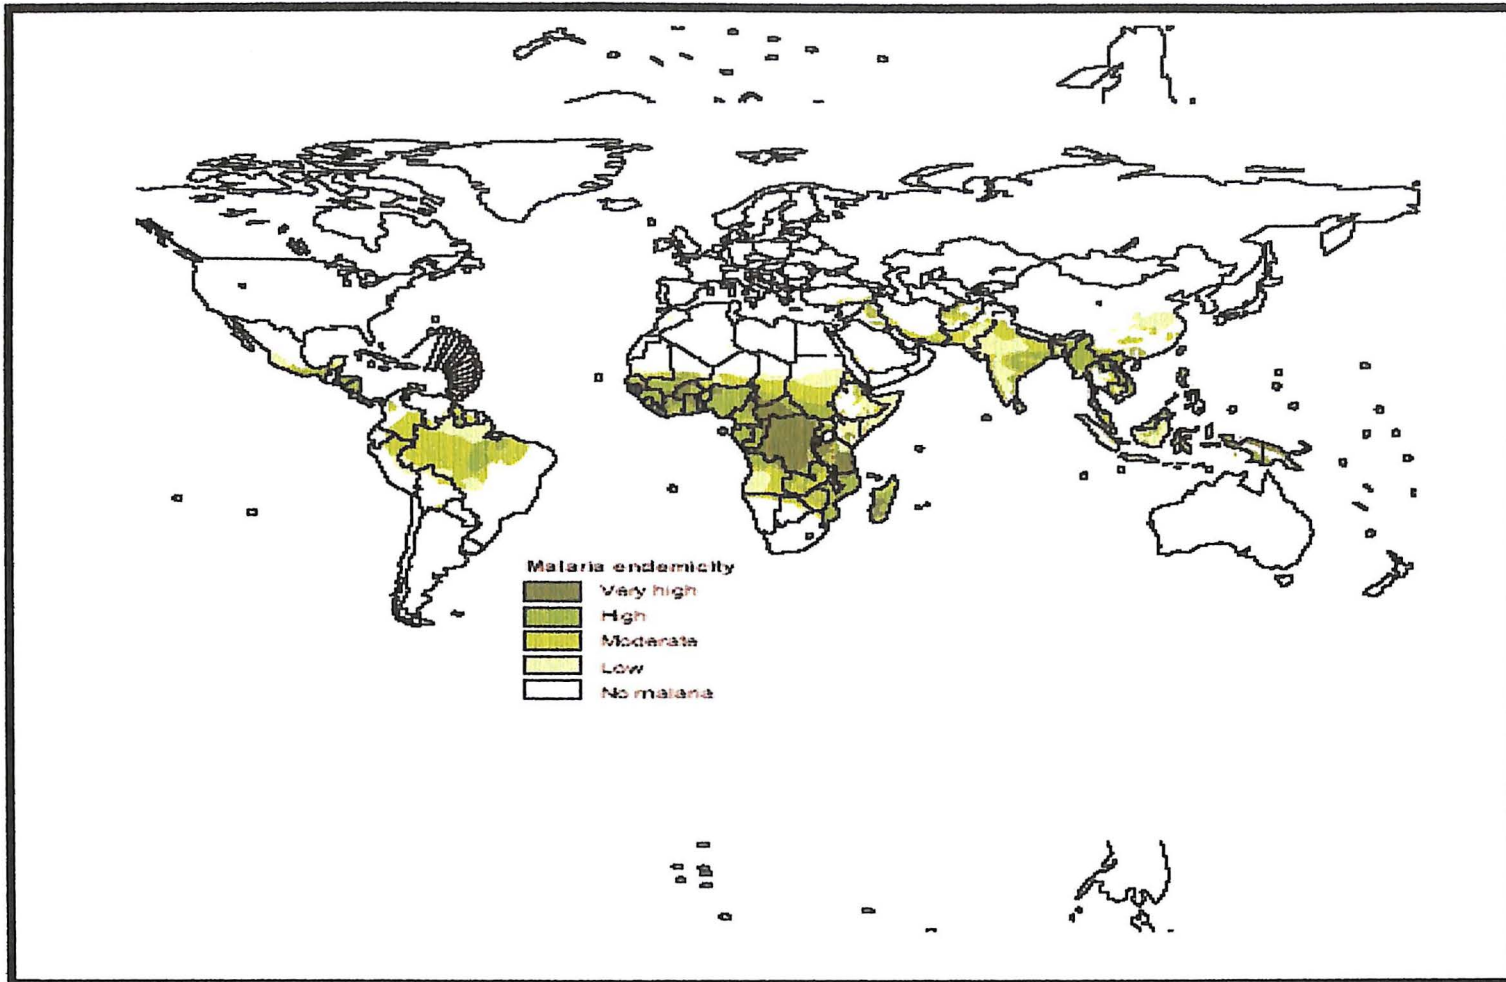 Malaria endemicity
Very high
High
Moderate
Low
No malaria